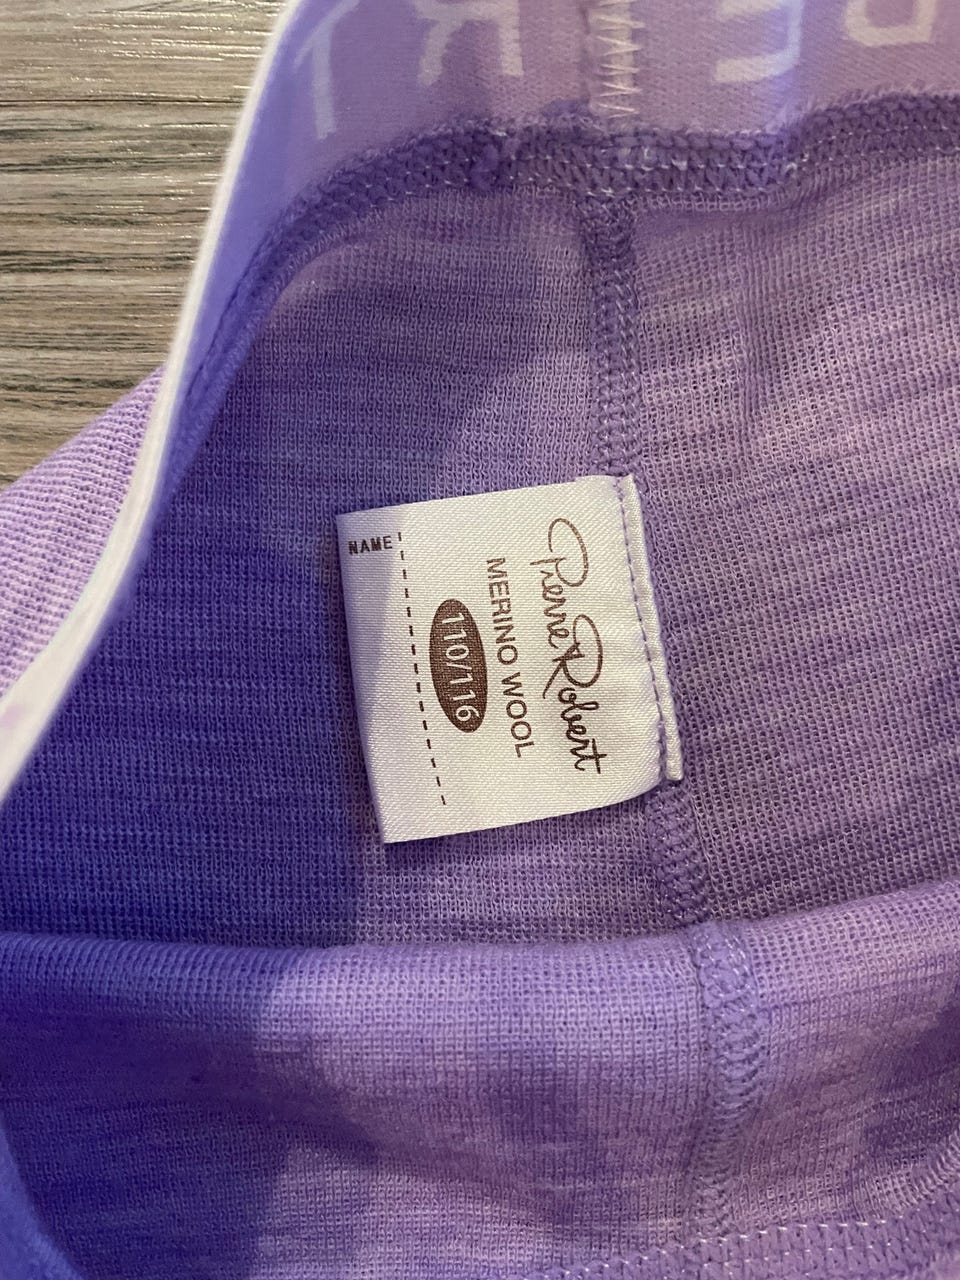 Pierre Robert
MERINO WOOL
110/116
NAME